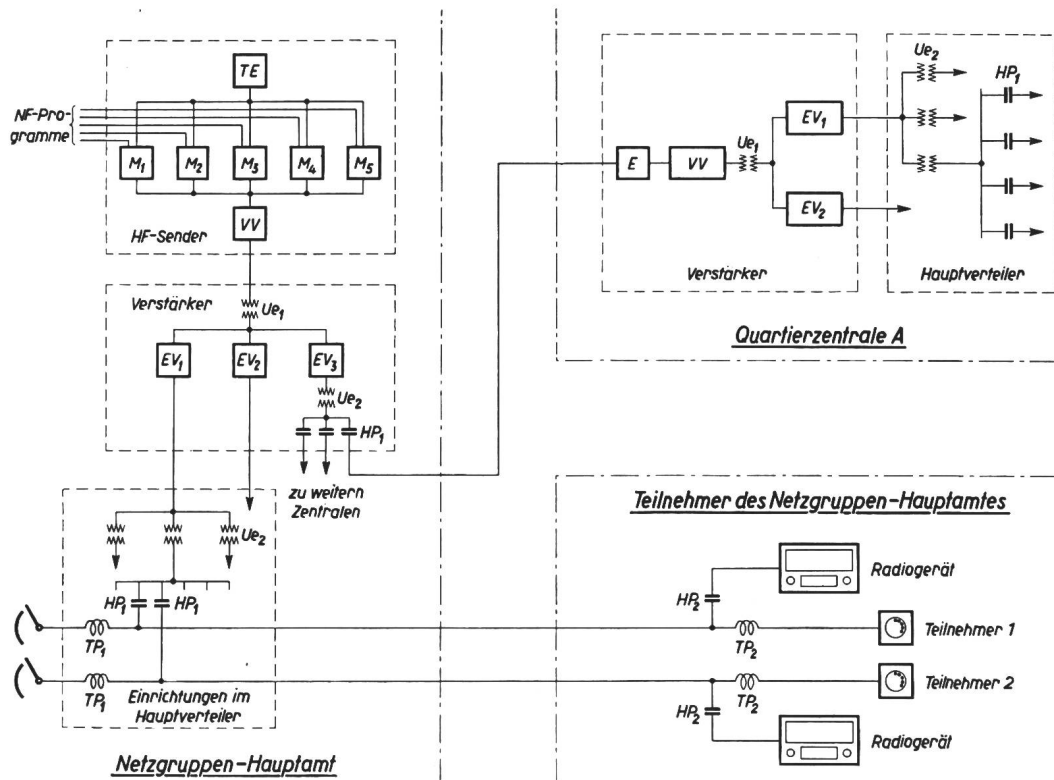 TE
NF-Pro-
gramme
M1 M2 M3 M4 M5
VV
HF-Sender
Verstärker
Ue1
EV1 EV2 EV3
Ue2
HP1
zu weitern
Zentralen
Ue2
HP1 HP1
TP1
TP1
Einrichtungen im
Hauptverteiler
Netzgruppen-Hauptamt
E VV Ue1 EV1
EV2
Verstärker
Ue2
HP1
Hauptverteiler
Quartierzentrale A
Teilnehmer des Netzgruppen-Hauptamtes
Radiogerät
HP2
TP2
Teilnehmer 1
TP2
Teilnehmer 2
HP2
Radiogerät